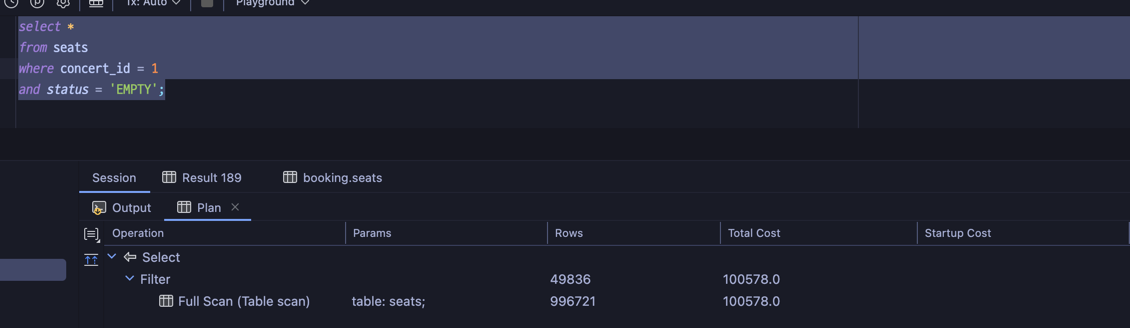 Tx: Auto Playground
select *
from seats
where concert_id = 1
and status = 'EMPTY';
Session Result 189 booking.seats
Output Plan
Operation Params Rows Total Cost Startup Cost
Select
Filter 49836 100578.0
Full Scan (Table scan) table: seats; 996721 100578.0